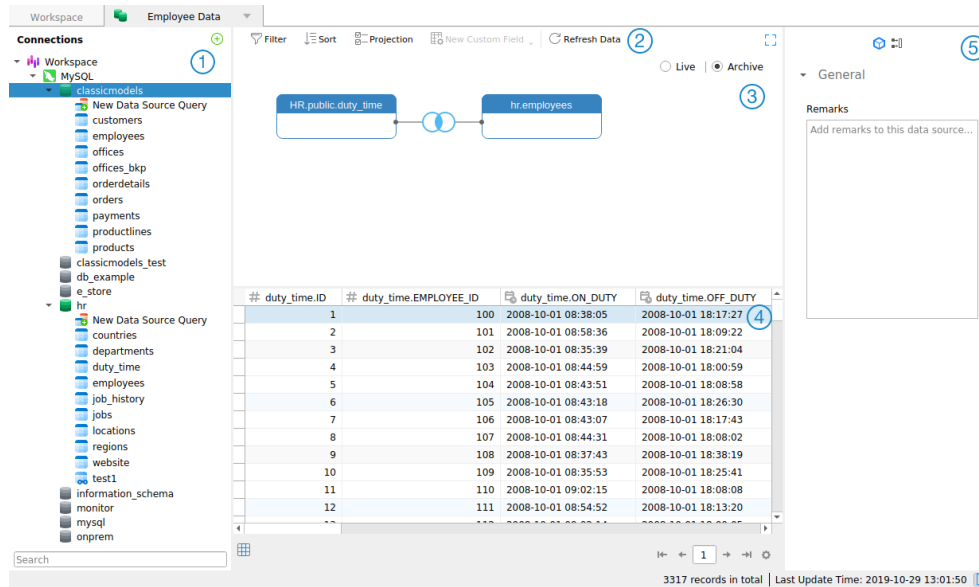 Workspace
Employee Data
Connections
1
Workspace
MySQL
classicmodels
New Data Source Query
customers
employees
offices
offices_bkp
orderdetails
orders
payments
productlines
products
classicmodels_test
db_example
e_store
hr
New Data Source Query
countries
departments
duty_time
employees
job_history
jobs
locations
regions
website
test1
information_schema
monitor
mysql
onprem
Search
Filter Sort Projection New Custom Field Refresh Data 2
Live | Archive
3
HR.public.duty_time
hr.employees
# duty_time.ID # duty_time.EMPLOYEE_ID duty_time.ON_DUTY duty_time.OFF_DUTY
1 100 2008-10-01 08:38:05 2008-10-01 18:17:27 4
2 101 2008-10-01 08:58:36 2008-10-01 18:09:22
3 102 2008-10-01 08:35:39 2008-10-01 18:21:04
4 103 2008-10-01 08:44:59 2008-10-01 18:00:59
5 104 2008-10-01 08:43:51 2008-10-01 18:08:58
6 105 2008-10-01 08:43:18 2008-10-01 18:26:30
7 106 2008-10-01 08:43:07 2008-10-01 18:17:43
8 107 2008-10-01 08:44:31 2008-10-01 18:08:02
9 108 2008-10-01 08:37:43 2008-10-01 18:38:19
10 109 2008-10-01 08:35:53 2008-10-01 18:25:41
11 110 2008-10-01 09:02:15 2008-10-01 18:08:08
12 111 2008-10-01 08:54:52 2008-10-01 18:13:20
1
3317 records in total | Last Update Time: 2019-10-29 13:01:50
5
General
Remarks
Add remarks to this data source...